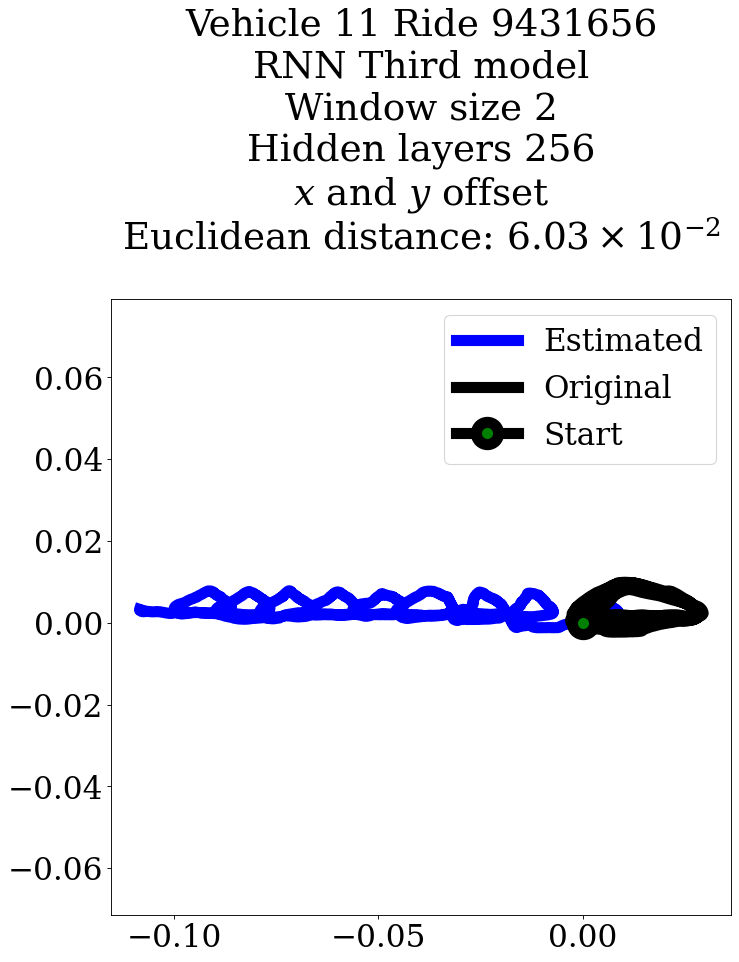 Vehicle 11 Ride 9431656
RNN Third model
Window size 2
Hidden layers 256
x and y offset
Euclidean distance: 6.03 × 10⁻²
Estimated
Original
Start
0.06
0.04
0.02
0.00
−0.02
−0.04
−0.06
−0.10
−0.05
0.00